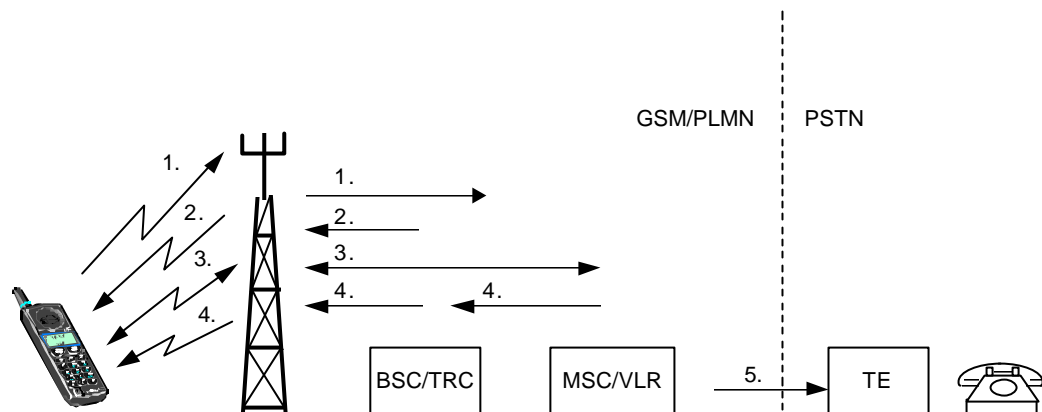 GSM/PLMN
PSTN
1.
1.
2.
2.
3.
3.
4.
4.
4.
BSC/TRC
MSC/VLR
5.
TE